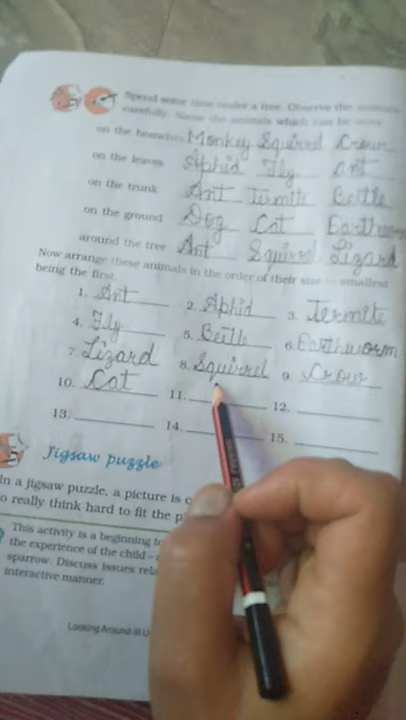 Spend some time under a tree. Observe the animals
carefully. Name the animals which can be seen
on the branches Monkey Squirrel Crow
on the leaves Aphid Fly Ant
on the trunk Ant Termite Beetle
on the ground Dog Cat Earthworm
around the tree Ant Squirrel Lizard
Now arrange these animals in the order of their size – smallest
being the first.
1. Ant 2. Aphid 3. Termite
4. Fly 5. Beetle 6. Earthworm
7. Lizard 8. Squirrel 9. Crow
10. Cat 11. 12.
13. 14. 15.
Jigsaw puzzle
In a jigsaw puzzle, a picture is
o really think hard to fit the
This activity is a beginning to
the experience of the child –
sparrow. Discuss issues
interactive manner.
Looking Around-III